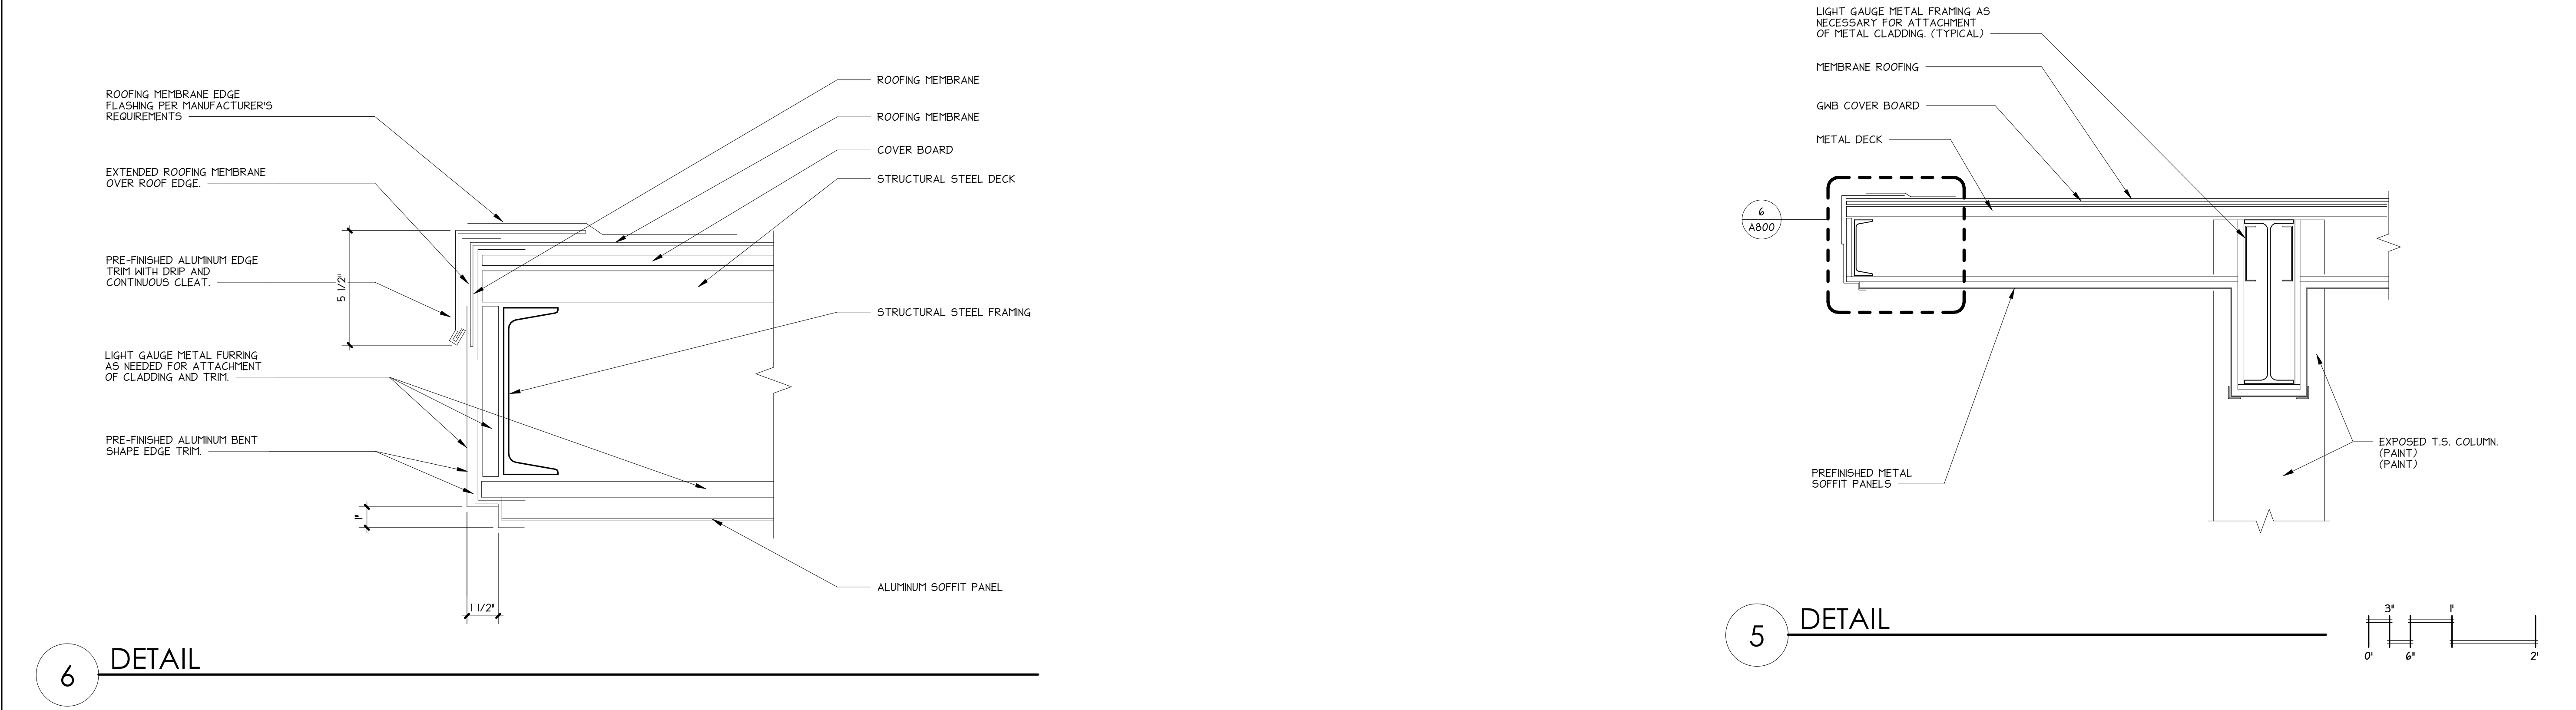 ROOFING MEMBRANE EDGE
FLASHING PER MANUFACTURER'S
REQUIREMENTS
EXTENDED ROOFING MEMBRANE
OVER ROOF EDGE.
PRE-FINISHED ALUMINUM EDGE
TRIM WITH DRIP AND
CONTINUOUS CLEAT.
5 1/2"
LIGHT GAUGE METAL FURRING
AS NEEDED FOR ATTACHMENT
OF CLADDING AND TRIM.
PRE-FINISHED ALUMINUM BENT
SHAPE EDGE TRIM.
1"
1 1/2"
ROOFING MEMBRANE
ROOFING MEMBRANE
COVER BOARD
STRUCTURAL STEEL DECK
STRUCTURAL STEEL FRAMING
ALUMINUM SOFFIT PANEL
6
DETAIL
LIGHT GAUGE METAL FRAMING AS
NECESSARY FOR ATTACHMENT
OF METAL CLADDING. (TYPICAL)
MEMBRANE ROOFING
GWB COVER BOARD
METAL DECK
6
A800
PREFINISHED METAL
SOFFIT PANELS
EXPOSED T.S. COLUMN.
(PAINT)
(PAINT)
5
DETAIL
3"
1'
0'
6"
2'